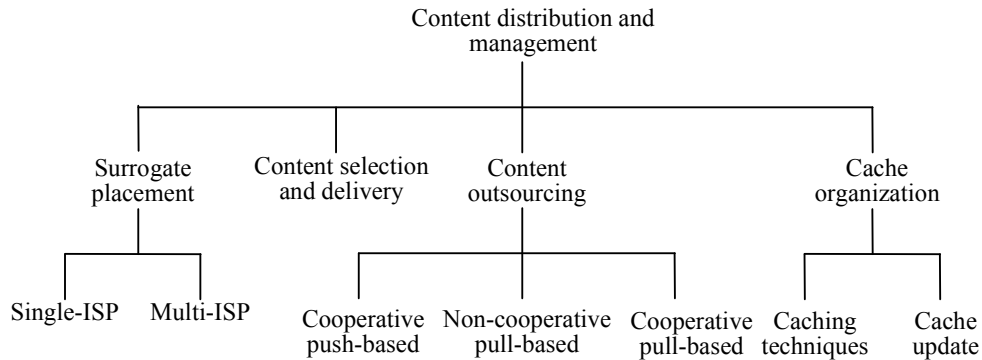 Content distribution and
management
Surrogate
placement
Content selection
and delivery
Content
outsourcing
Cache
organization
Single-ISP
Multi-ISP
Cooperative
push-based
Non-cooperative
pull-based
Cooperative
pull-based
Caching
techniques
Cache
update